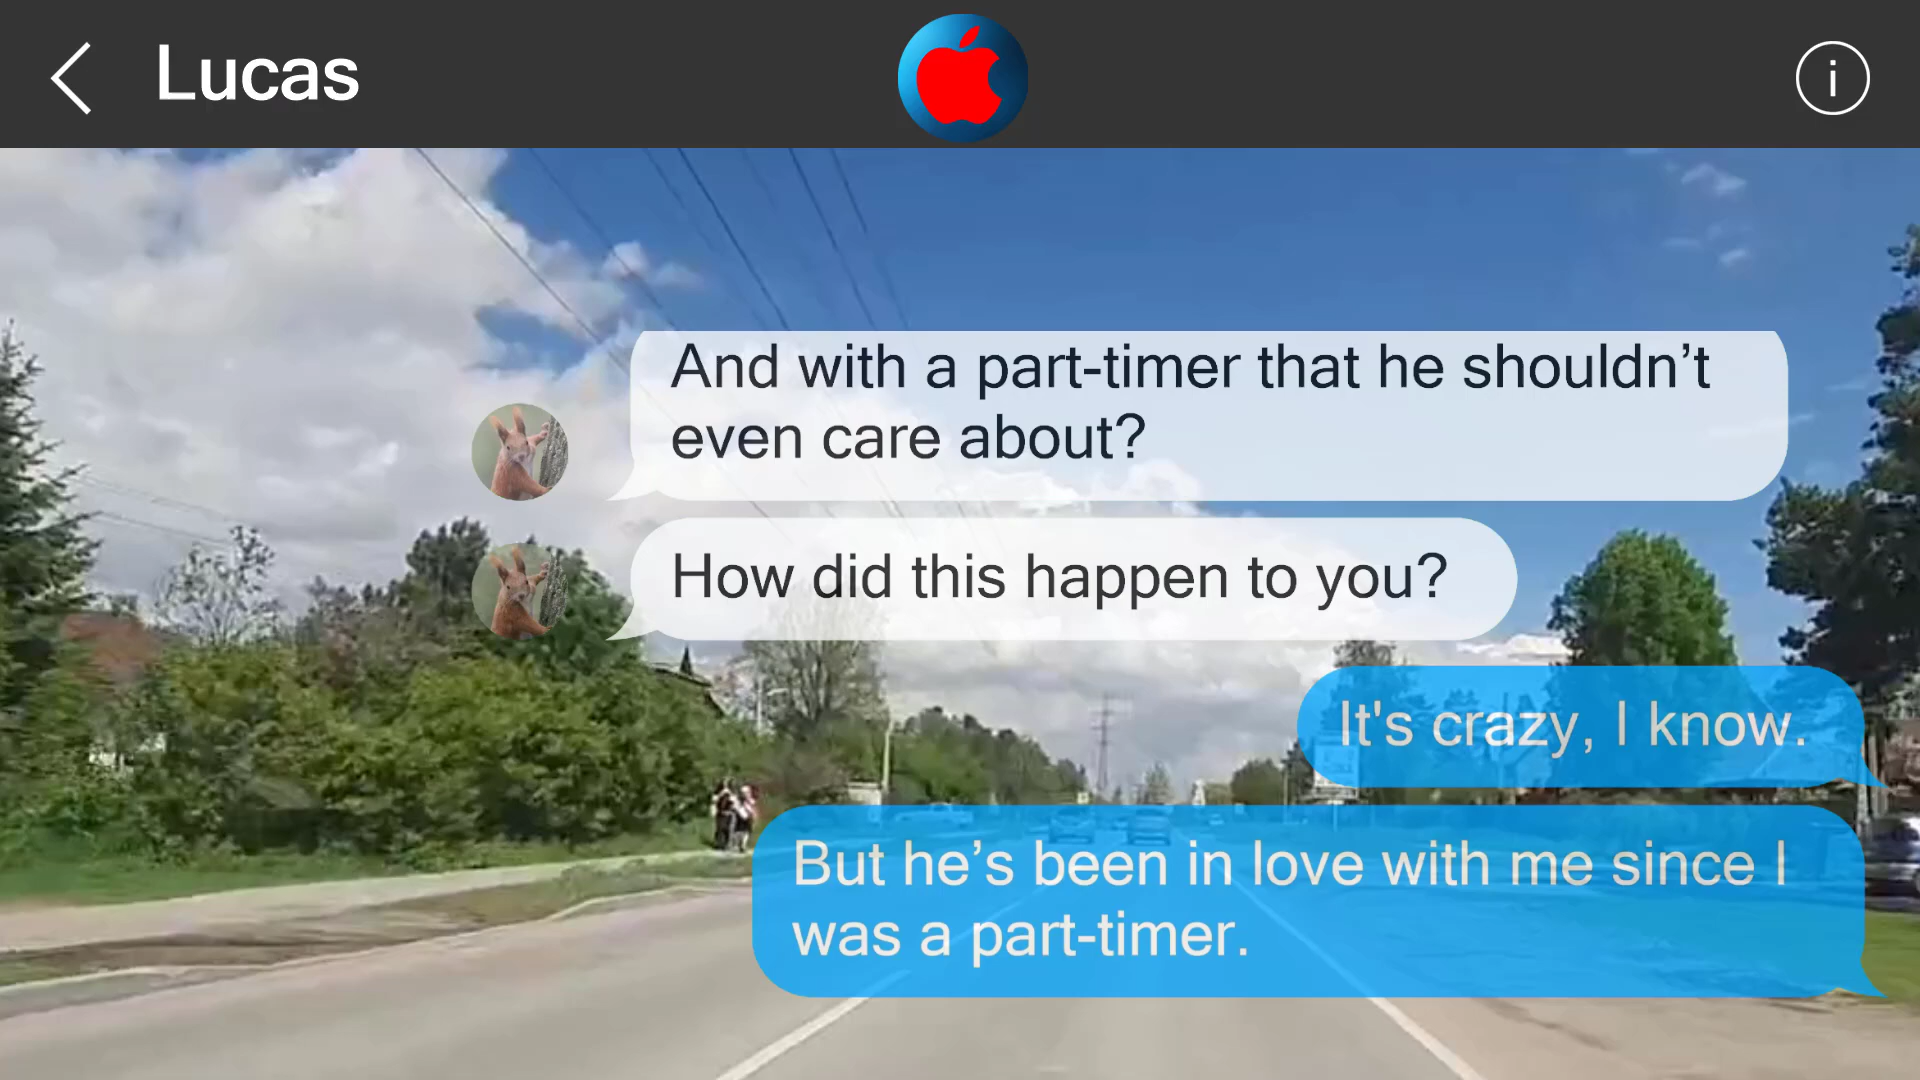 Lucas
i
And with a part-timer that he shouldn’t
even care about?
How did this happen to you?
It's crazy, I know.
But he’s been in love with me since I
was a part-timer.